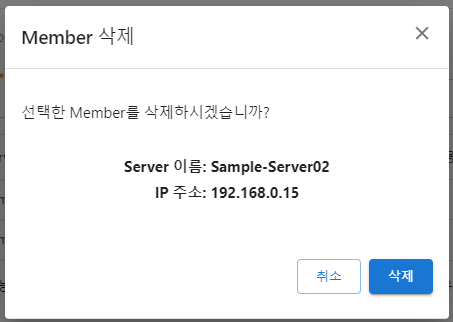 Member 삭제
선택한 Member를 삭제하시겠습니까?
Server 이름: Sample-Server02
IP 주소: 192.168.0.15
취소
삭제